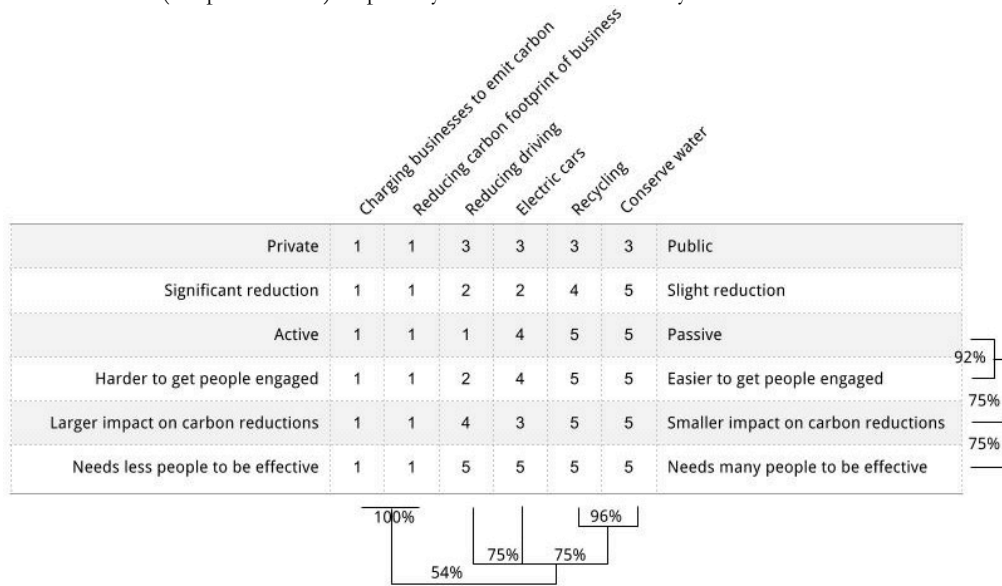 Charging businesses to emit carbon
Reducing carbon footprint of business
Reducing driving
Electric cars
Recycling
Conserve water
Private 1 1 3 3 3 3 Public
Significant reduction 1 1 2 2 4 5 Slight reduction
Active 1 1 1 4 5 5 Passive
92%
Harder to get people engaged 1 1 2 4 5 5 Easier to get people engaged
75%
Larger impact on carbon reductions 1 1 4 3 5 5 Smaller impact on carbon reductions
75%
Needs less people to be effective 1 1 5 5 5 5 Needs many people to be effective
100% 96%
75% 75%
54%